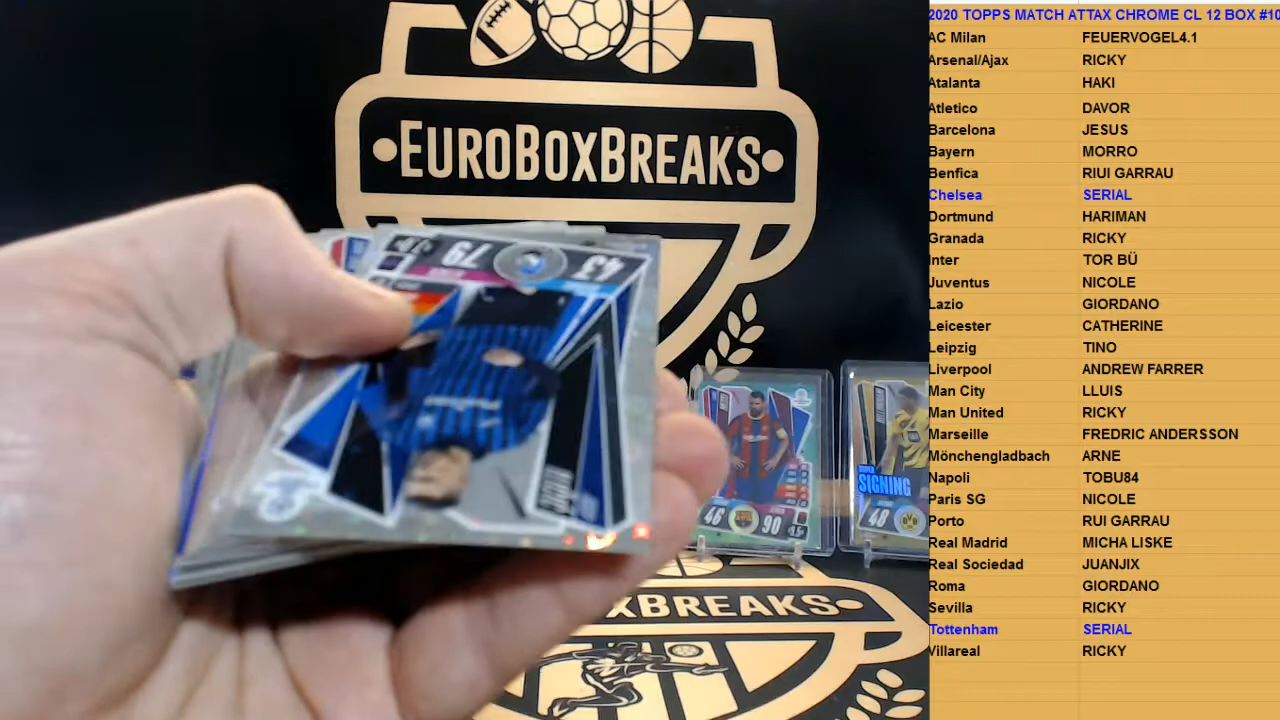 EUROBOXBREAKS
79
43
46
90
SUPER
SIGNING
48
XBREAKS
2020 TOPPS MATCH ATTAX CHROME CL 12 BOX #10
AC Milan FEUERVOGEL4.1
Arsenal/Ajax RICKY
Atalanta HAKI
Atletico DAVOR
Barcelona JESUS
Bayern MORRO
Benfica RIUI GARRAU
Chelsea SERIAL
Dortmund HARIMAN
Granada RICKY
Inter TOR BÜ
Juventus NICOLE
Lazio GIORDANO
Leicester CATHERINE
Leipzig TINO
Liverpool ANDREW FARRER
Man City LLUIS
Man United RICKY
Marseille FREDRIC ANDERSSON
Mönchengladbach ARNE
Napoli TOBU84
Paris SG NICOLE
Porto RUI GARRAU
Real Madrid MICHA LISKE
Real Sociedad JUANJIX
Roma GIORDANO
Sevilla RICKY
Tottenham SERIAL
Villareal RICKY